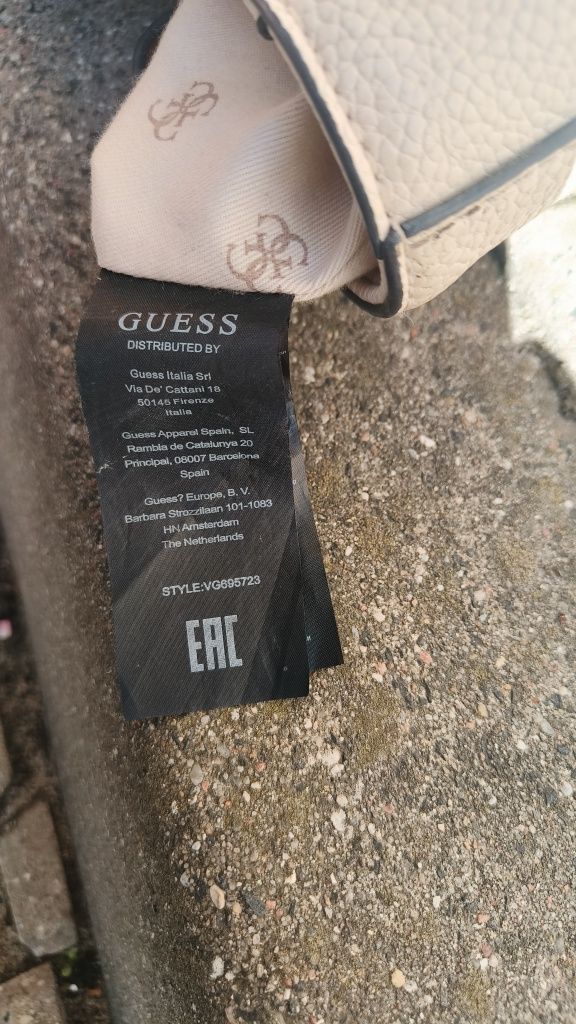 GUESS
DISTRIBUTED BY
Guess Italia Srl
Via De' Cattani 18
50145 Firenze
Italia
Guess Apparel Spain, SL
Rambla de Catalunya 20
Principal, 08007 Barcelona
Spain
Guess? Europe, B. V.
Barbara Strozzilaan 101-1083
HN Amsterdam
The Netherlands
STYLE:VG695723
EAC